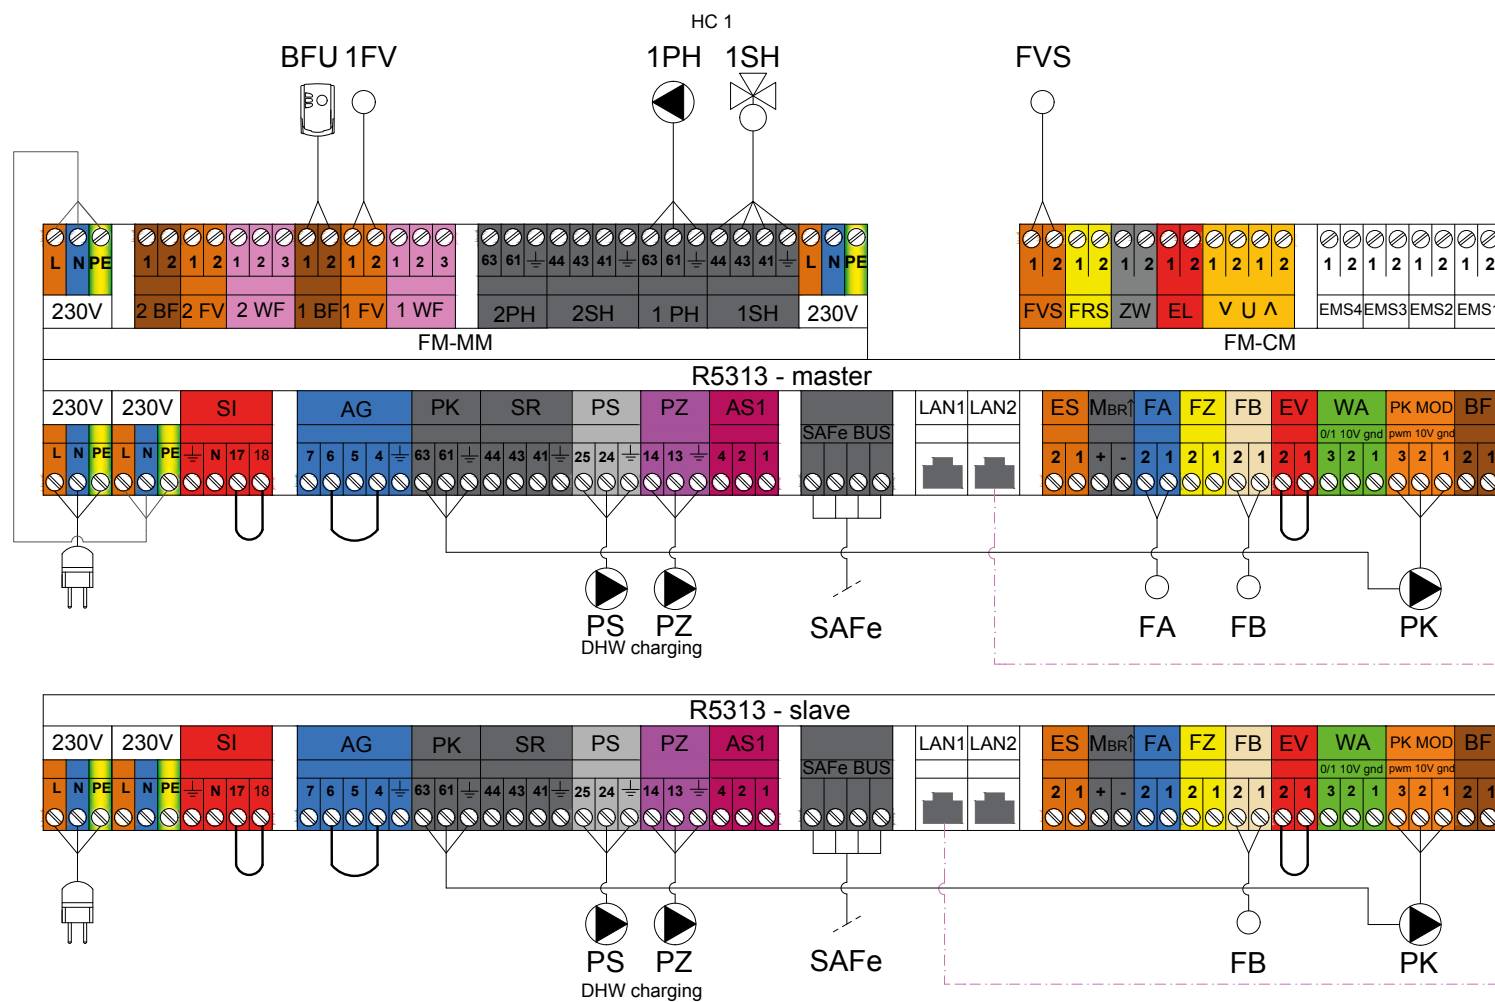 HC 1
BFU 1FV 1PH 1SH FVS
L N PE 1 2 1 2 1 2 3 1 2 1 2 1 2 3 63 61 44 43 41 63 61 44 43 41 L N PE 1 2 1 2 1 2 1 2 1 2 1 2 1 2 1 2 1 2 1 2
230V 2 BF 2 FV 2 WF 1 BF 1 FV 1 WF 2PH 2SH 1 PH 1SH 230V FVS FRS ZW EL V U Λ EMS4 EMS3 EMS2 EMS1
FM-MM FM-CM
R5313 - master
230V 230V SI AG PK SR PS PZ AS1 LAN1 LAN2 ES MBR↑ FA FZ FB EV WA PK MOD BF
SAFe BUS 0/1 10V gnd pwm 10V gnd
L N PE L N PE N 17 18 7 6 5 4 63 61 44 43 41 25 24 14 13 4 2 1 2 1 + - 2 1 2 1 2 1 2 1 3 2 1 3 2 1 2 1
PS PZ SAFe FA FB PK
DHW charging
R5313 - slave
230V 230V SI AG PK SR PS PZ AS1 LAN1 LAN2 ES MBR↑ FA FZ FB EV WA PK MOD BF
SAFe BUS 0/1 10V gnd pwm 10V gnd
L N PE L N PE N 17 18 7 6 5 4 63 61 44 43 41 25 24 14 13 4 2 1 2 1 + - 2 1 2 1 2 1 2 1 3 2 1 3 2 1 2 1
PS PZ SAFe FB PK
DHW charging